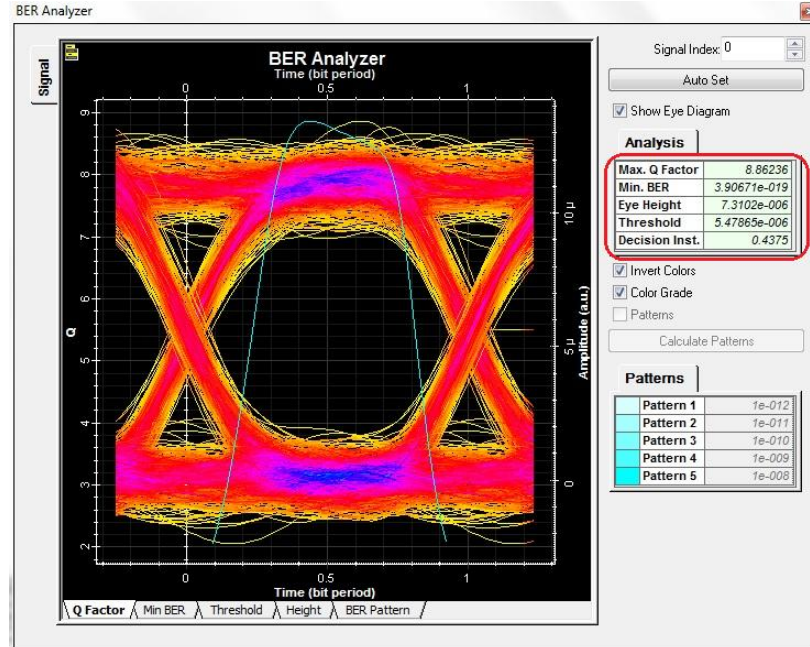 BER Analyzer
Signal
BER Analyzer
Time (bit period)
0 0.5 1
Q
9
8
7
6
5
4
3
2
10 µ
5 µ
0
Amplitude (a.u.)
0 0.5 1
Time (bit period)
Q Factor Min BER Threshold Height BER Pattern
Signal Index: 0
Auto Set
Show Eye Diagram
Analysis
Max. Q Factor 8.86236
Min. BER 3.90671e-019
Eye Height 7.3102e-006
Threshold 5.47865e-006
Decision Inst. 0.4375
Invert Colors
Color Grade
Patterns
Calculate Patterns
Patterns
Pattern 1 1e-012
Pattern 2 1e-011
Pattern 3 1e-010
Pattern 4 1e-009
Pattern 5 1e-008